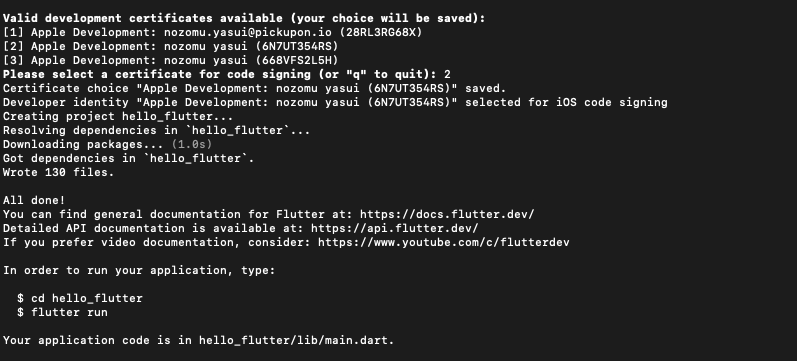 Valid development certificates available (your choice will be saved):
[1] Apple Development: nozomu.yasui@pickupon.io (28RL3RG68X)
[2] Apple Development: nozomu yasui (6N7UT354RS)
[3] Apple Development: nozomu yasui (668VFS2L5H)
Please select a certificate for code signing (or "q" to quit): 2
Certificate choice "Apple Development: nozomu yasui (6N7UT354RS)" saved.
Developer identity "Apple Development: nozomu yasui (6N7UT354RS)" selected for iOS code signing
Creating project hello_flutter...
Resolving dependencies in `hello_flutter`...
Downloading packages... (1.0s)
Got dependencies in `hello_flutter`.
Wrote 130 files.
All done!
You can find general documentation for Flutter at: https://docs.flutter.dev/
Detailed API documentation is available at: https://api.flutter.dev/
If you prefer video documentation, consider: https://www.youtube.com/c/flutterdev
In order to run your application, type:
$ cd hello_flutter
$ flutter run
Your application code is in hello_flutter/lib/main.dart.